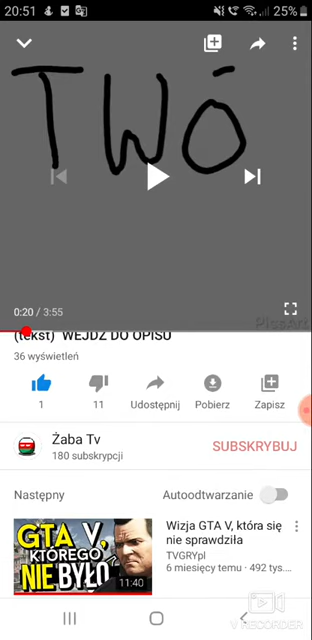 20:51 25%
TWÓ
0:20 / 3:55
PicsArt
(tekst) WEJDZ DO OPISU
36 wyświetleń
1 11 Udostępnij Pobierz Zapisz
Żaba Tv
180 subskrypcji
SUBSKRYBUJ
Następny Autoodtwarzanie
GTA V,
KTÓREGO
NIE BYŁO
11:40
Wizja GTA V, która się
nie sprawdziła
TVGRYpl
6 miesięcy temu · 492 tys....
V RECORDER